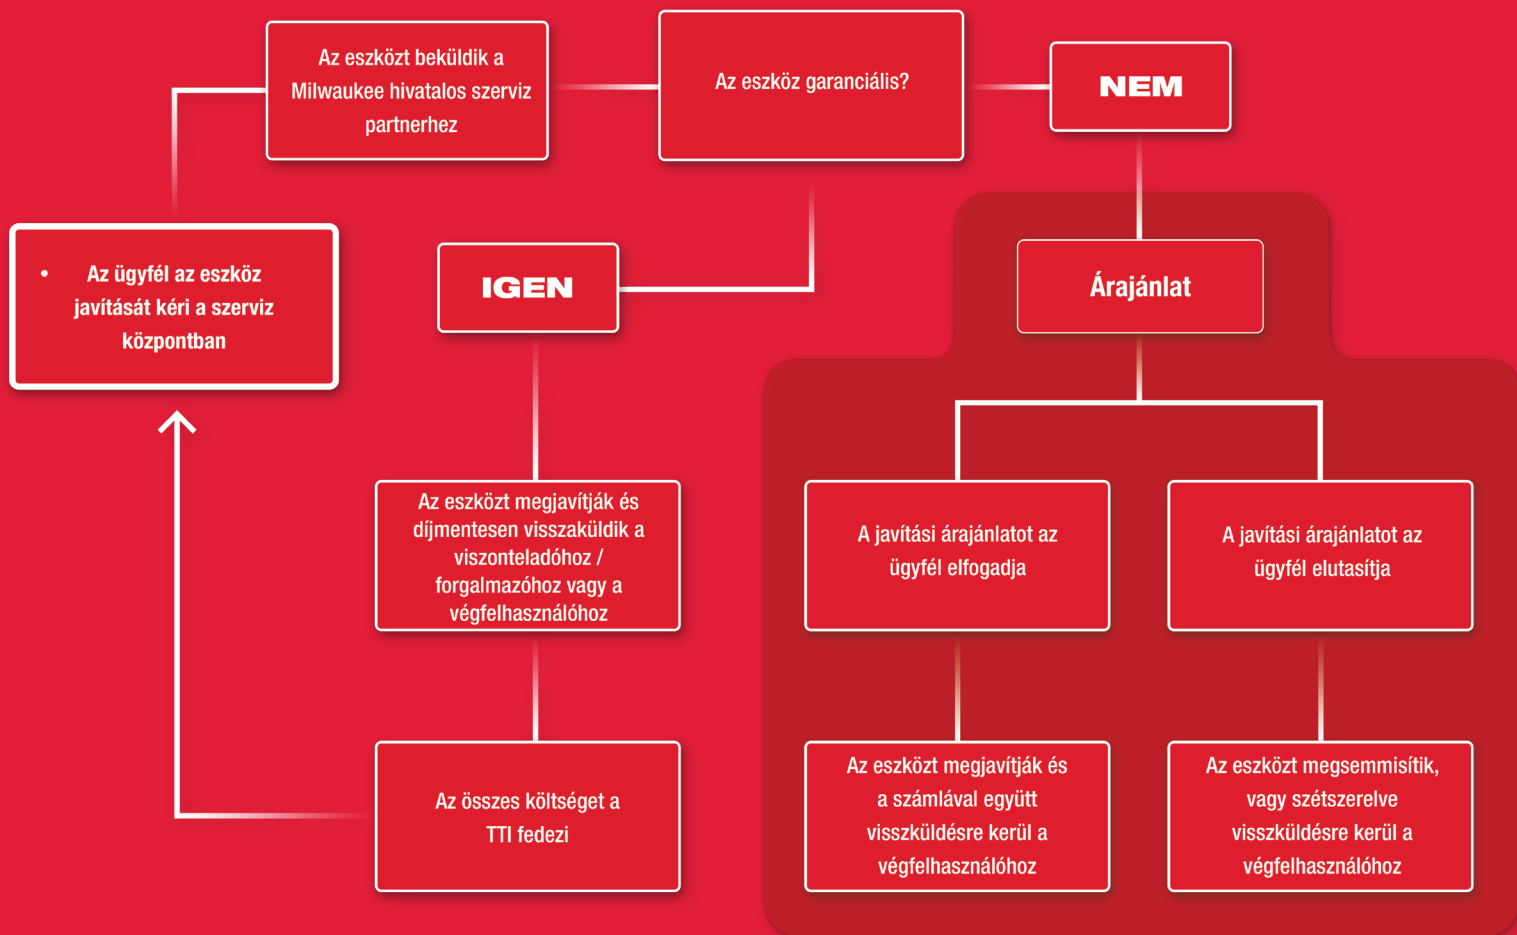 Az eszközt beküldik a
Milwaukee hivatalos szerviz
partnerhez
Az eszköz garanciális?
NEM
• Az ügyfél az eszköz
javítását kéri a szerviz
központban
IGEN
Árajánlat
Az eszközt megjavítják és
díjmentesen visszaküldik a
viszonteladóhoz /
forgalmazóhoz vagy a
végfelhasználóhoz
A javítási árajánlatot az
ügyfél elfogadja
A javítási árajánlatot az
ügyfél elutasítja
Az összes költséget a
TTI fedezi
Az eszközt megjavítják és
a számlával együtt
visszküldésre kerül a
végfelhasználóhoz
Az eszközt megsemmisítik,
vagy szétszerelve
visszküldésre kerül a
végfelhasználóhoz